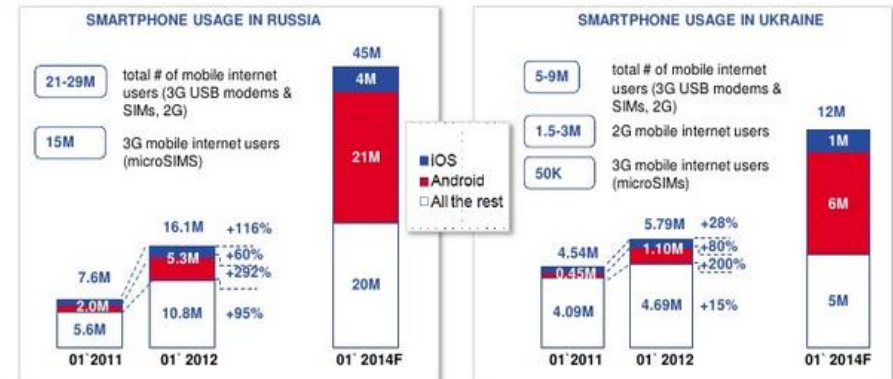 SMARTPHONE USAGE IN RUSSIA
21-29M
total # of mobile internet
users (3G USB modems &
SIMs, 2G)
15M
3G mobile internet users
(microSIMS)
7.6M
2.0M
5.6M
01`2011
16.1M
5.3M
10.8M
01` 2012
+116%
+60%
+292%
+95%
45M
4M
21M
20M
01` 2014F
iOS
Android
All the rest
SMARTPHONE USAGE IN UKRAINE
5-9M
total # of mobile internet
users (3G USB modems &
SIMs, 2G)
1.5-3M
2G mobile internet users
50K
3G mobile internet users
(microSIMs)
4.54M
0.45M
4.09M
01`2011
5.79M
1.10M
4.69M
01` 2012
+28%
+80%
+200%
+15%
12M
1M
6M
5M
01` 2014F